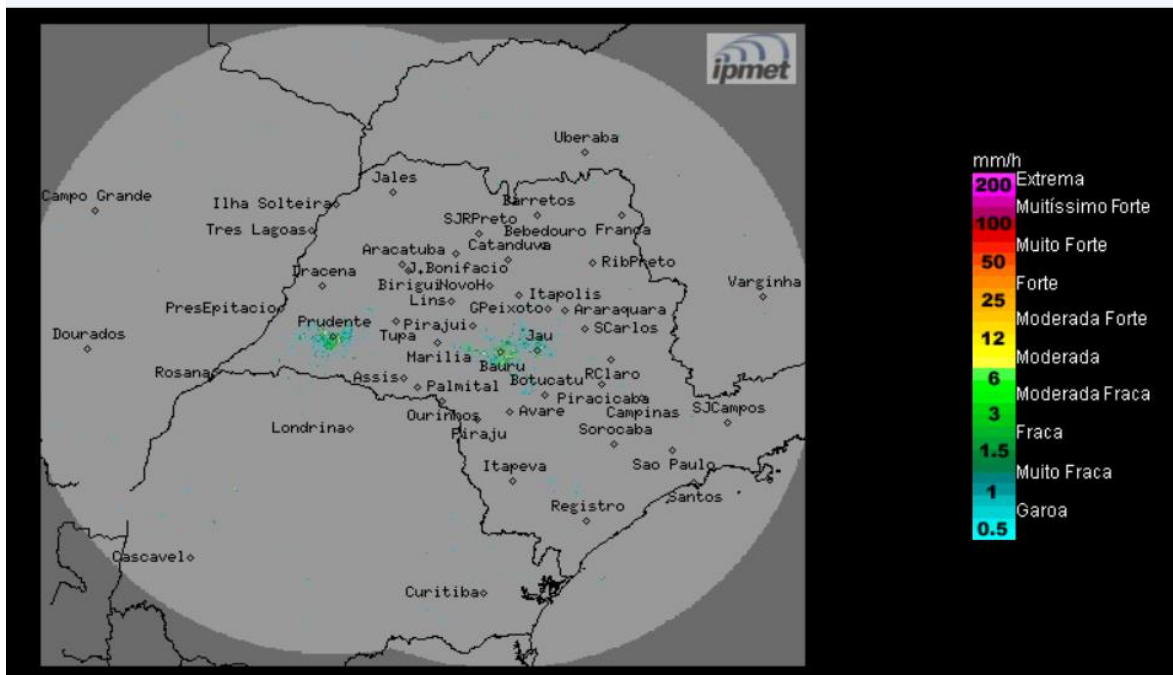 ipmet
Uberaba
Jales
Campo Grande
Ilha Solteira
Barretos
SJRPreto
Tres Lagoas
Bebedouro Franca
Aracatuba
Catanduva
J.Bonifacio
RibPreto
Dracena
BiriguiNovoH
Varginha
Lins
Itapolis
PresEpitacio
GPeixoto
Araraquara
Prudente
Pirajui
SCarlos
Dourados
Tupa
Jau
Marilia
Bauru
Rosana
Assis
Botucatu
RClaro
Palmital
Piracicaba
Ourinhos
Avare
Campinas
SJCampos
Londrina
Piraju
Sorocaba
Itapeva
Sao Paulo
Santos
Registro
Cascavel
Curitiba
mm/h
200 Extrema
Muitíssimo Forte
100
Muito Forte
50
Forte
25
Moderada Forte
12
Moderada
6
Moderada Fraca
3
Fraca
1.5
Muito Fraca
1
Garoa
0.5